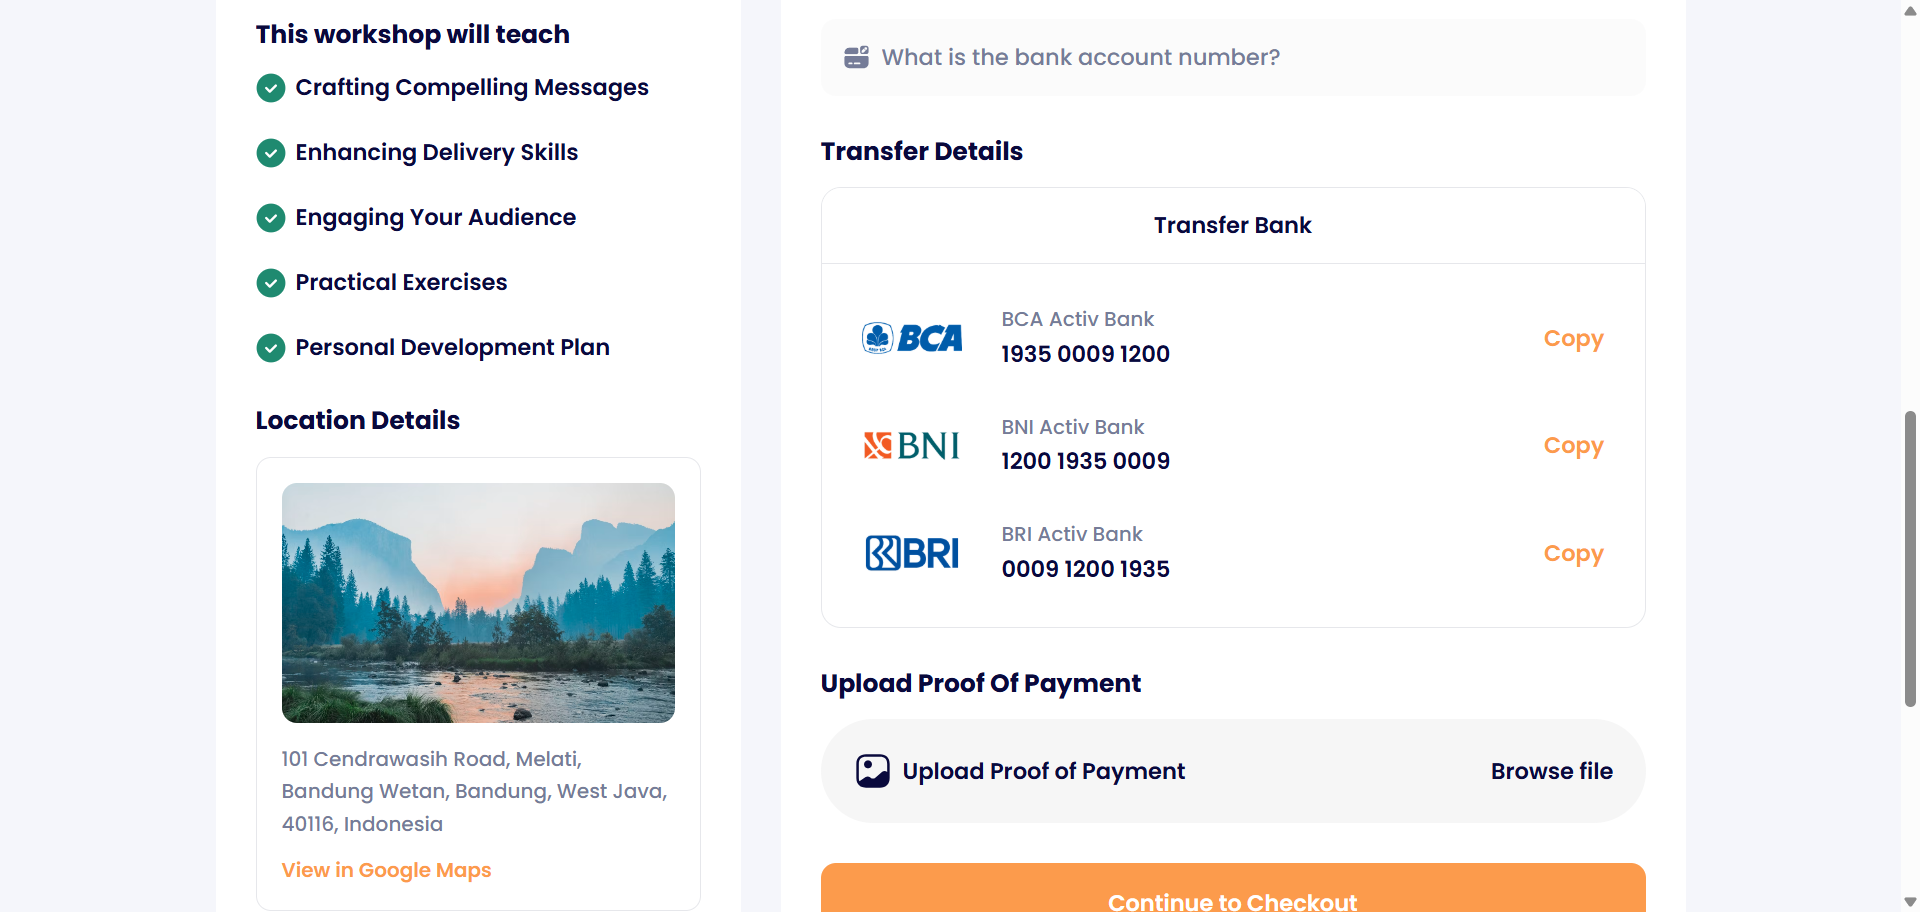 This workshop will teach
Crafting Compelling Messages
Enhancing Delivery Skills
Engaging Your Audience
Practical Exercises
Personal Development Plan
Location Details
101 Cendrawasih Road, Melati,
Bandung Wetan, Bandung, West Java,
40116, Indonesia
View in Google Maps
What is the bank account number?
Transfer Details
Transfer Bank
BCA
BCA Activ Bank
1935 0009 1200
Copy
BNI
BNI Activ Bank
1200 1935 0009
Copy
BRI
BRI Activ Bank
0009 1200 1935
Copy
Upload Proof Of Payment
Upload Proof of Payment
Browse file
Continue to Checkout